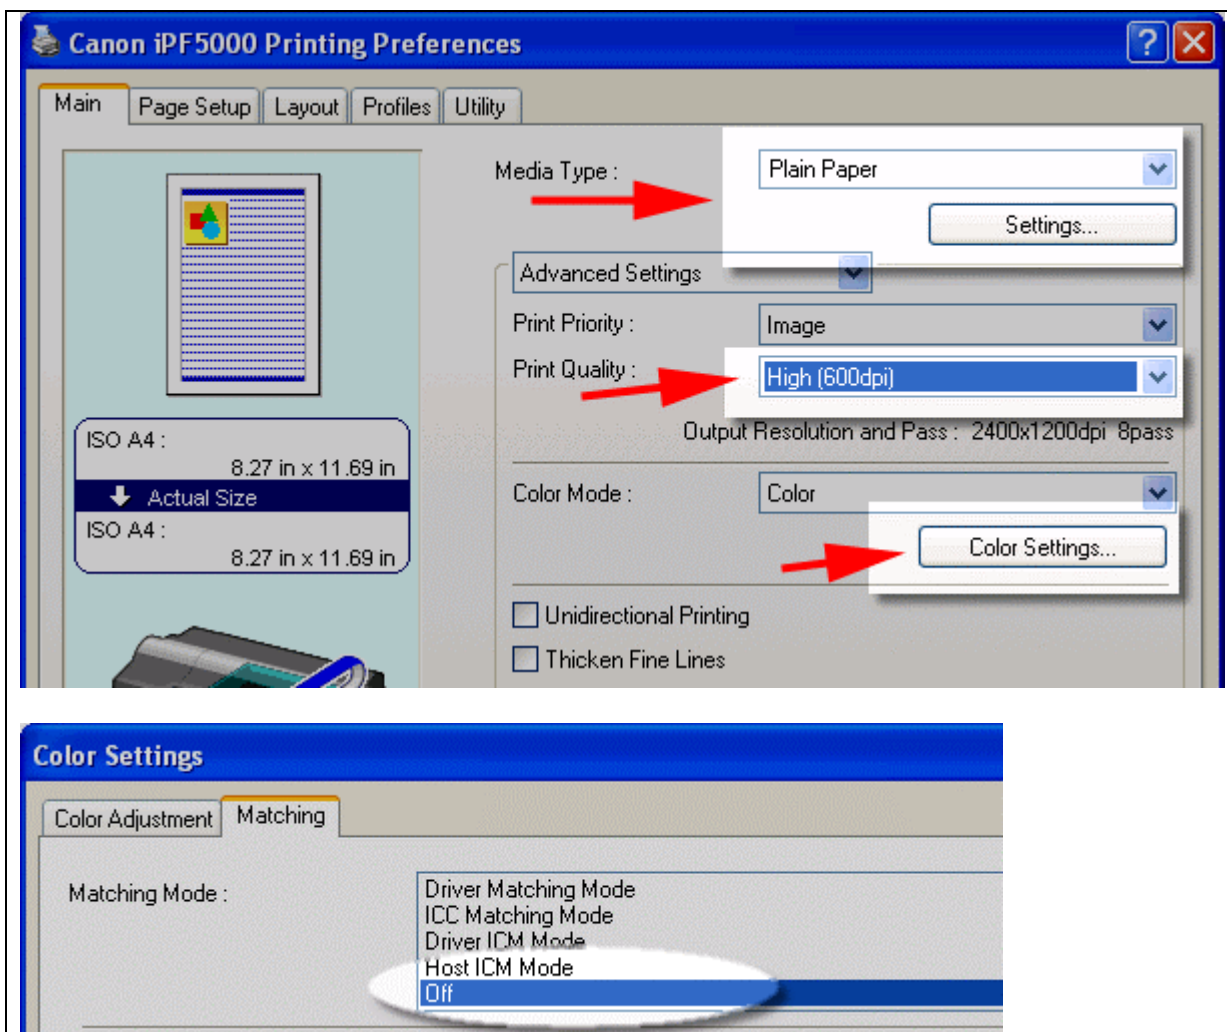 Canon iPF5000 Printing Preferences
Main Page Setup Layout Profiles Utility
Media Type : Plain Paper
Settings...
Advanced Settings
Print Priority : Image
Print Quality : High (600dpi)
Output Resolution and Pass : 2400x1200dpi 8pass
ISO A4 :
8.27 in x 11.69 in
Actual Size
ISO A4 :
8.27 in x 11.69 in
Color Mode : Color
Color Settings...
Unidirectional Printing
Thicken Fine Lines
Color Settings
Color Adjustment Matching
Matching Mode : Driver Matching Mode
ICC Matching Mode
Driver ICM Mode
Host ICM Mode
Off